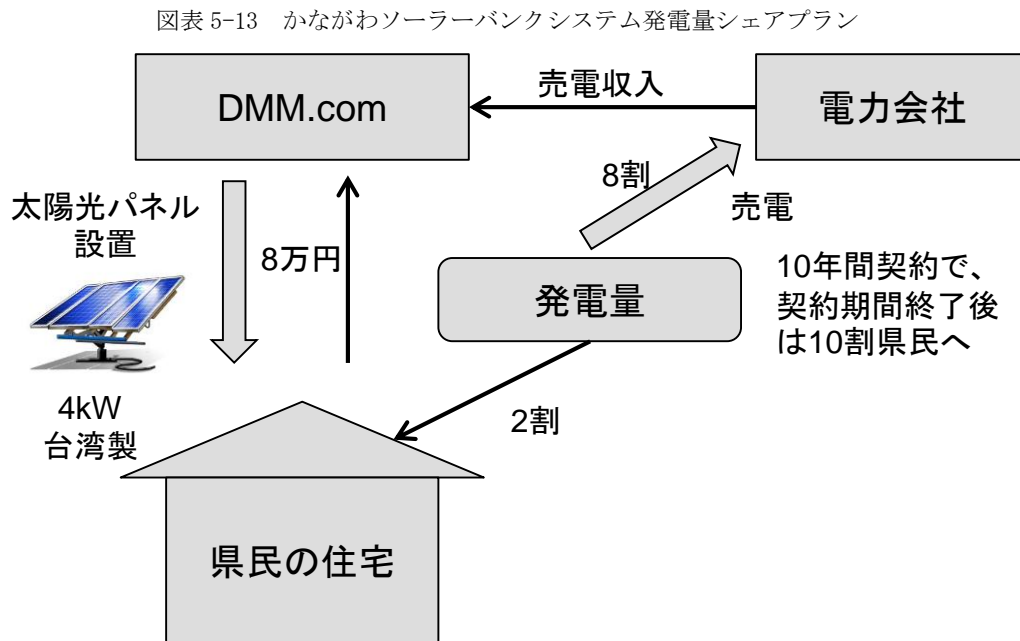 図表 5-13　かながわソーラーバンクシステム発電量シェアプラン
DMM.com
売電収入
電力会社
太陽光パネル
設置
8万円
8割
売電
発電量
10年間契約で、
契約期間終了後
は10割県民へ
4kW
台湾製
2割
県民の住宅